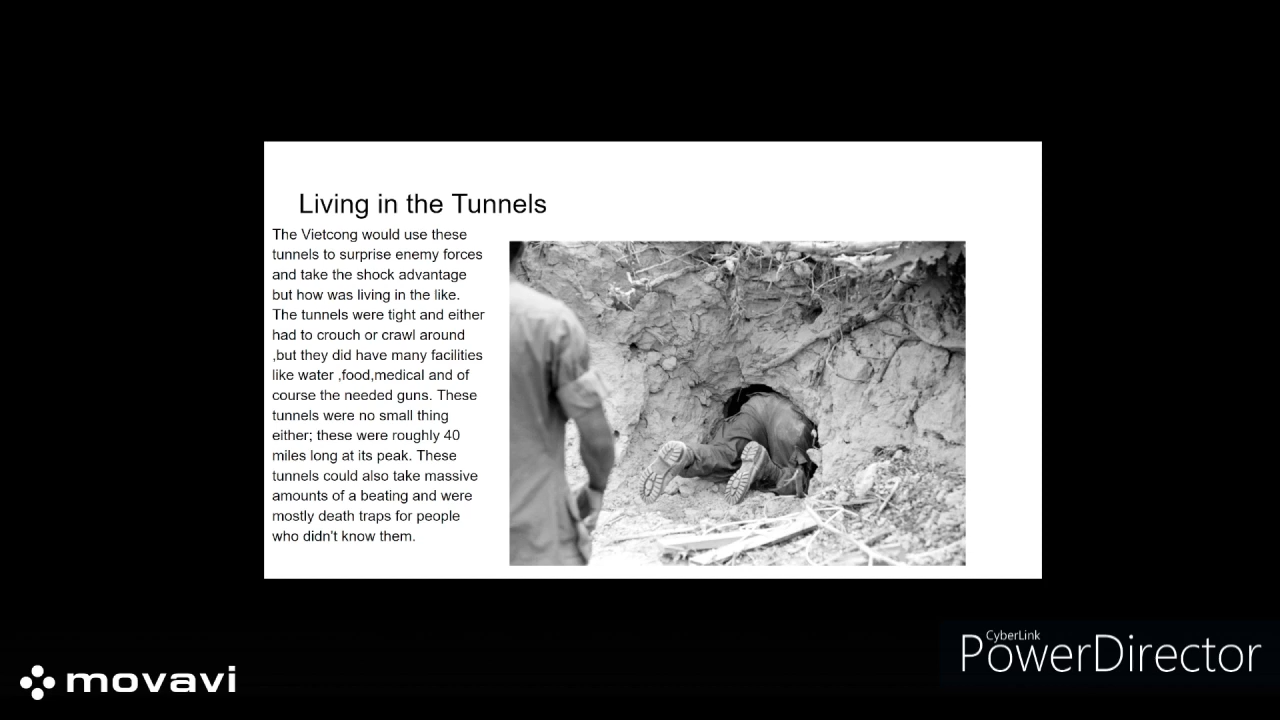 Living in the Tunnels
The Vietcong would use these
tunnels to surprise enemy forces
and take the shock advantage
but how was living in the like.
The tunnels were tight and either
had to crouch or crawl around
,but they did have many facilities
like water ,food,medical and of
course the needed guns. These
tunnels were no small thing
either; these were roughly 40
miles long at its peak. These
tunnels could also take massive
amounts of a beating and were
mostly death traps for people
who didn't know them.
movavi
CyberLink
PowerDirector